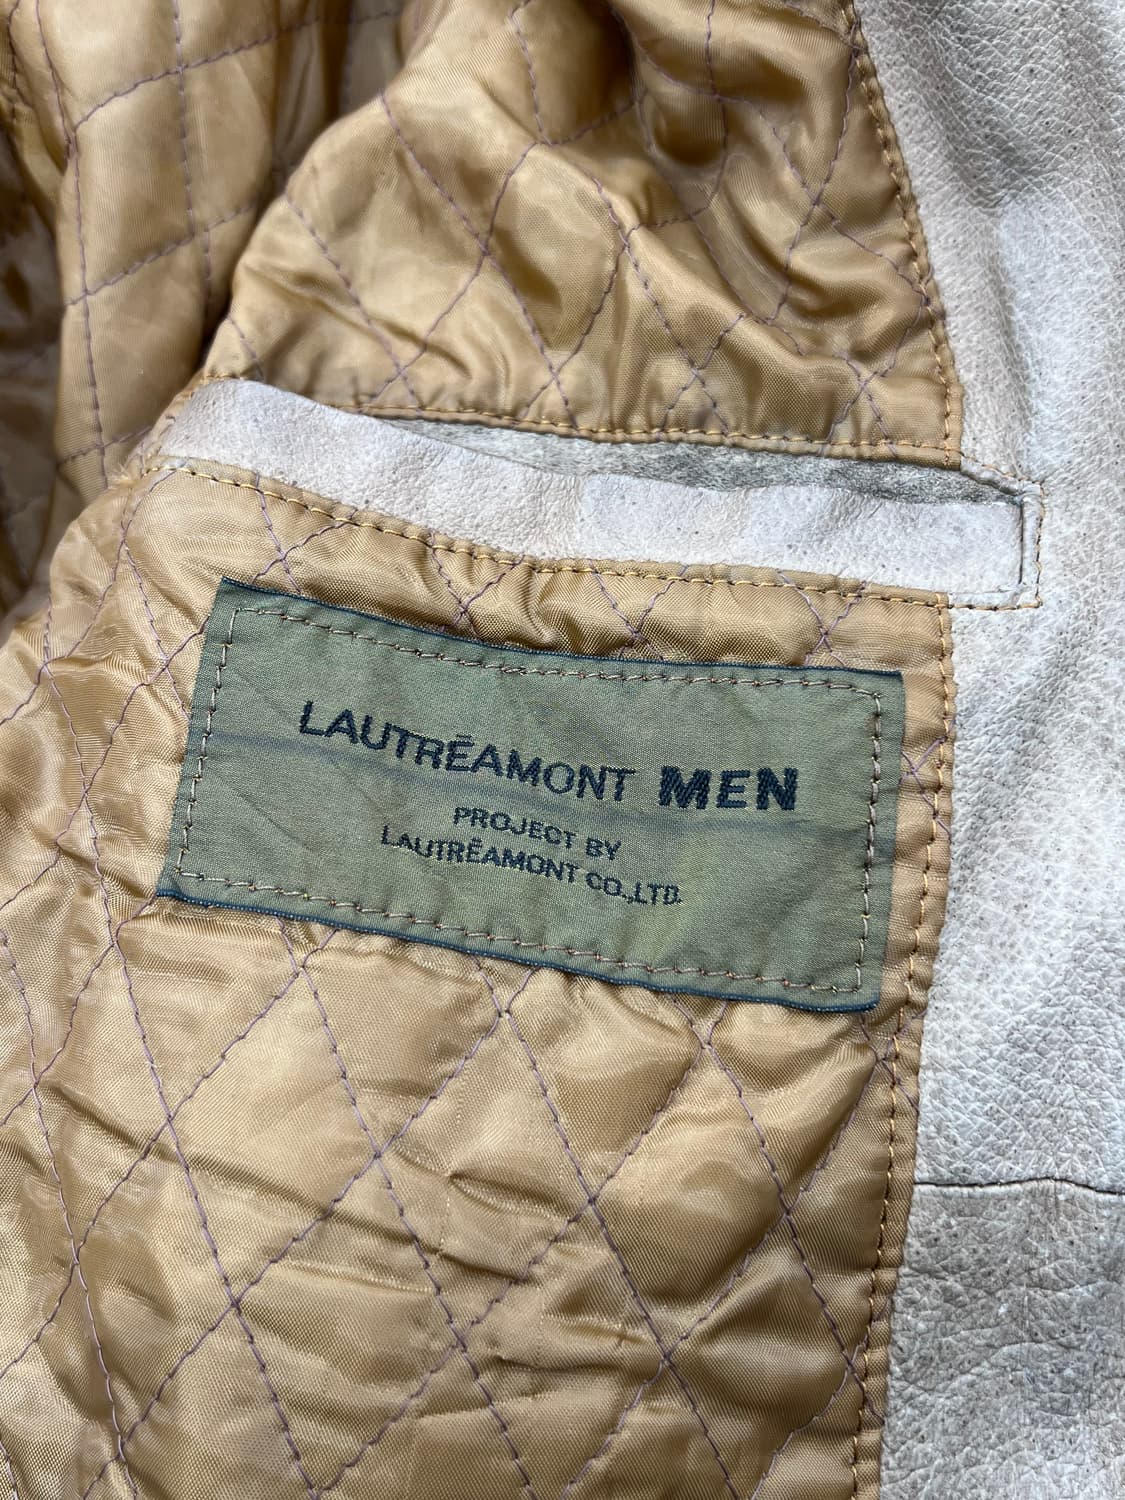 LAUTRĒAMONT MEN
PROJECT BY
LAUTRĒAMONT CO.,LTD.